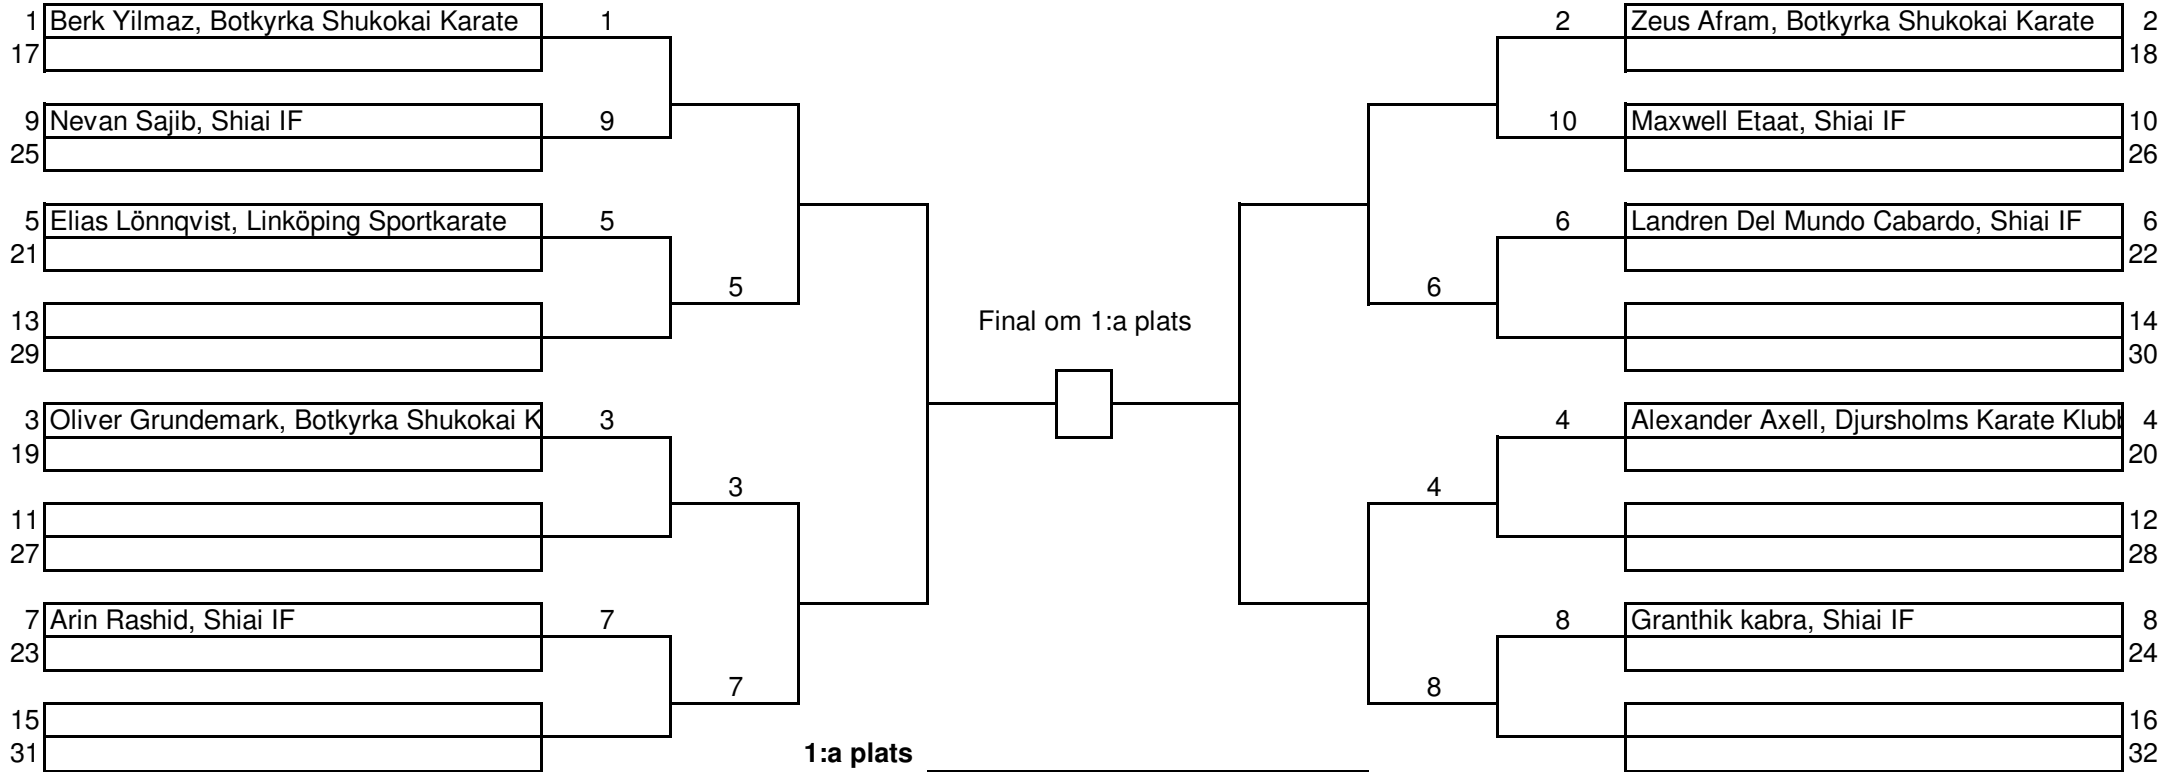 1 Berk Yilmaz, Botkyrka Shukokai Karate 1 2 Zeus Afram, Botkyrka Shukokai Karate 2
17 18
9 Nevan Sajib, Shiai IF 9 10 Maxwell Etaat, Shiai IF 10
25 26
5 Elias Lönnqvist, Linköping Sportkarate 5 6 Landren Del Mundo Cabardo, Shiai IF 6
21 22
5 6
13 Final om 1:a plats 14
29 30
3 Oliver Grundemark, Botkyrka Shukokai K 3 4 Alexander Axell, Djursholms Karate Klubb 4
19 20
3 4
11 12
27 28
7 Arin Rashid, Shiai IF 7 8 Granthik kabra, Shiai IF 8
23 24
7 8
15 16
31 1:a plats 32